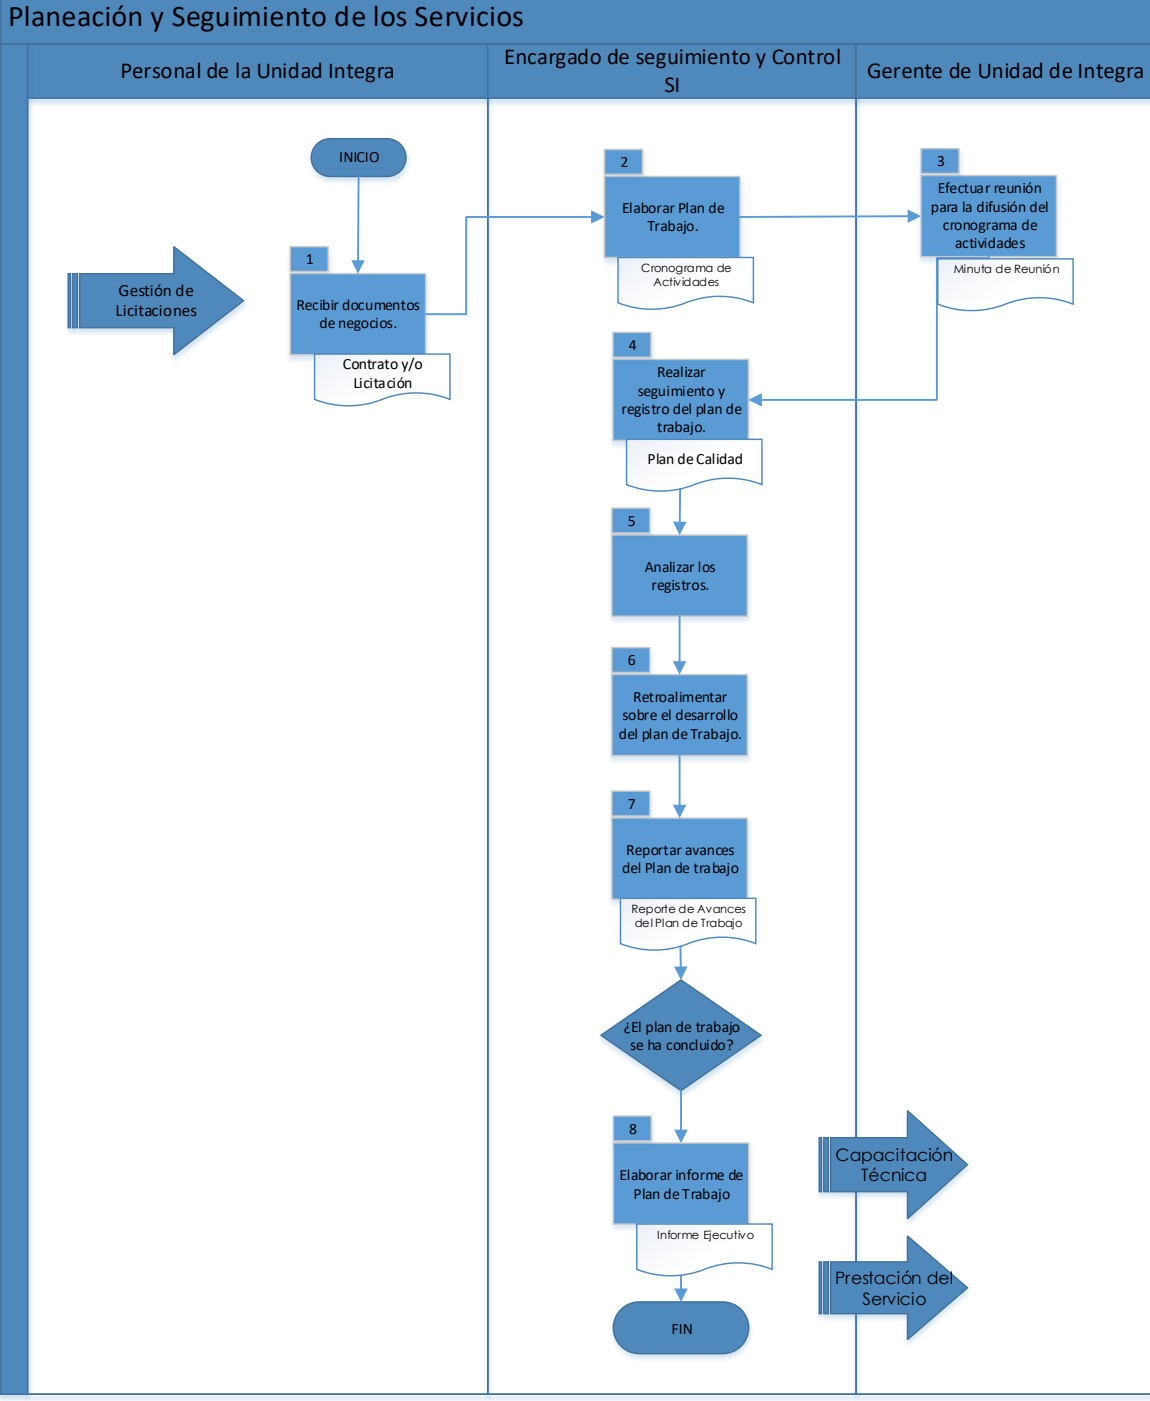 Planeación y Seguimiento de los Servicios
Personal de la Unidad Integra
Encargado de seguimiento y Control
SI
Gerente de Unidad de Integra
INICIO
1
Recibir documentos
de negocios.
Contrato y/o
Licitación
Gestión de
Licitaciones
2
Elaborar Plan de
Trabajo.
Cronograma de
Actividades
3
Efectuar reunión
para la difusión del
cronograma de
actividades
Minuta de Reunión
4
Realizar
seguimiento y
registro del plan de
trabajo.
Plan de Calidad
5
Analizar los
registros.
6
Retroalimentar
sobre el desarrollo
del plan de Trabajo.
7
Reportar avances
del Plan de trabajo
Reporte de Avances
del Plan de Trabajo
¿El plan de trabajo
se ha concluido?
8
Elaborar informe de
Plan de Trabajo
Informe Ejecutivo
FIN
Capacitación
Técnica
Prestación del
Servicio